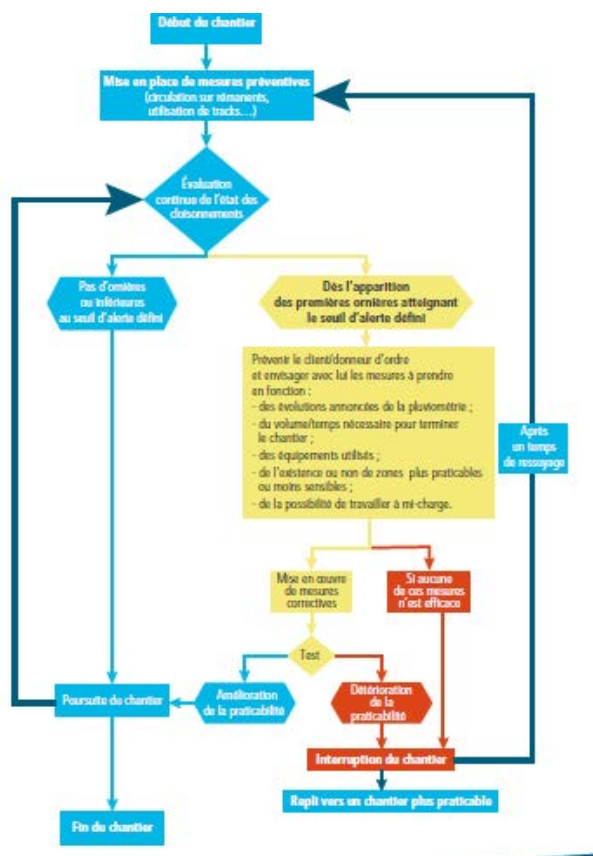 Début du chantier
Mise en place de mesures préventives
(circulation sur rémanents,
utilisation de tracks...)
Évaluation
continue de l'état des
cloisonnements
Pas d'ornières
ou inférieures
au seuil d'alerte défini
Dès l'apparition
des premières ornières atteignant
le seuil d'alerte défini
Prévenir le client/donneur d'ordre
et envisager avec lui les mesures à prendre
en fonction :
- des évolutions annoncées de la pluviométrie ;
- du volume/temps nécessaire pour terminer
le chantier ;
- des équipements utilisés ;
- de l'existence ou non de zones plus praticables
ou moins sensibles ;
- de la possibilité de travailler à mi-charge.
Après
un temps
de ressuyage
Mise en œuvre
de mesures
correctives
Si aucune
de ces mesures
n'est efficace
Test
Poursuite du chantier
Amélioration
de la praticabilité
Détérioration
de la
praticabilité
Interruption du chantier
Repli vers un chantier plus praticable
Fin du chantier